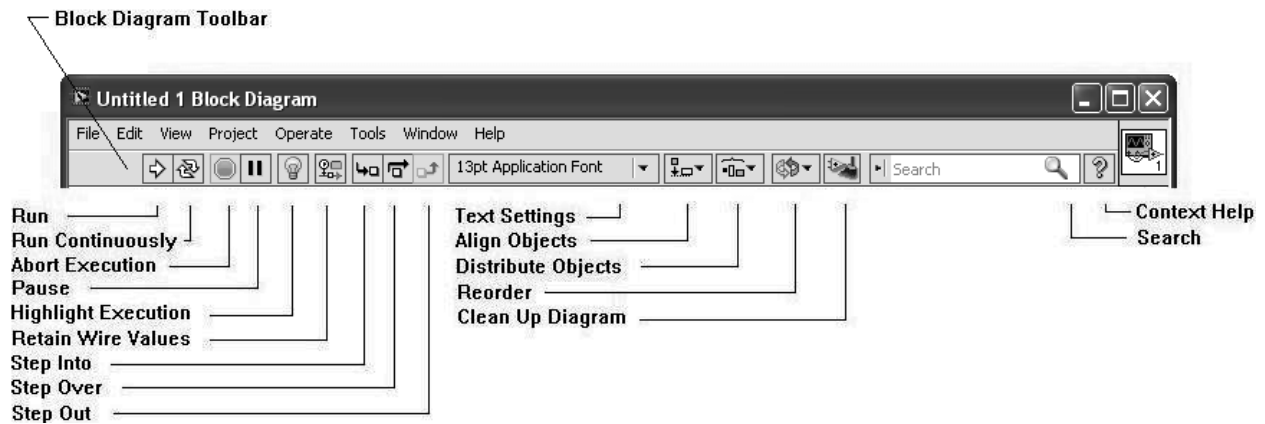 Block Diagram Toolbar
Untitled 1 Block Diagram
File Edit View Project Operate Tools Window Help
13pt Application Font
Search
?
1
Run
Run Continuously
Abort Execution
Pause
Highlight Execution
Retain Wire Values
Step Into
Step Over
Step Out
Text Settings
Align Objects
Distribute Objects
Reorder
Clean Up Diagram
Context Help
Search